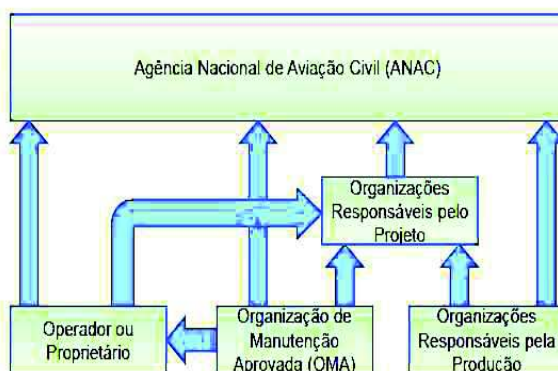 Agência Nacional de Aviação Civil (ANAC)
Organizações
Responsáveis pelo
Projeto
Operador ou
Proprietário
Organização de
Manutenção
Aprovada (OMA)
Organizações
Responsáveis pela
Produção